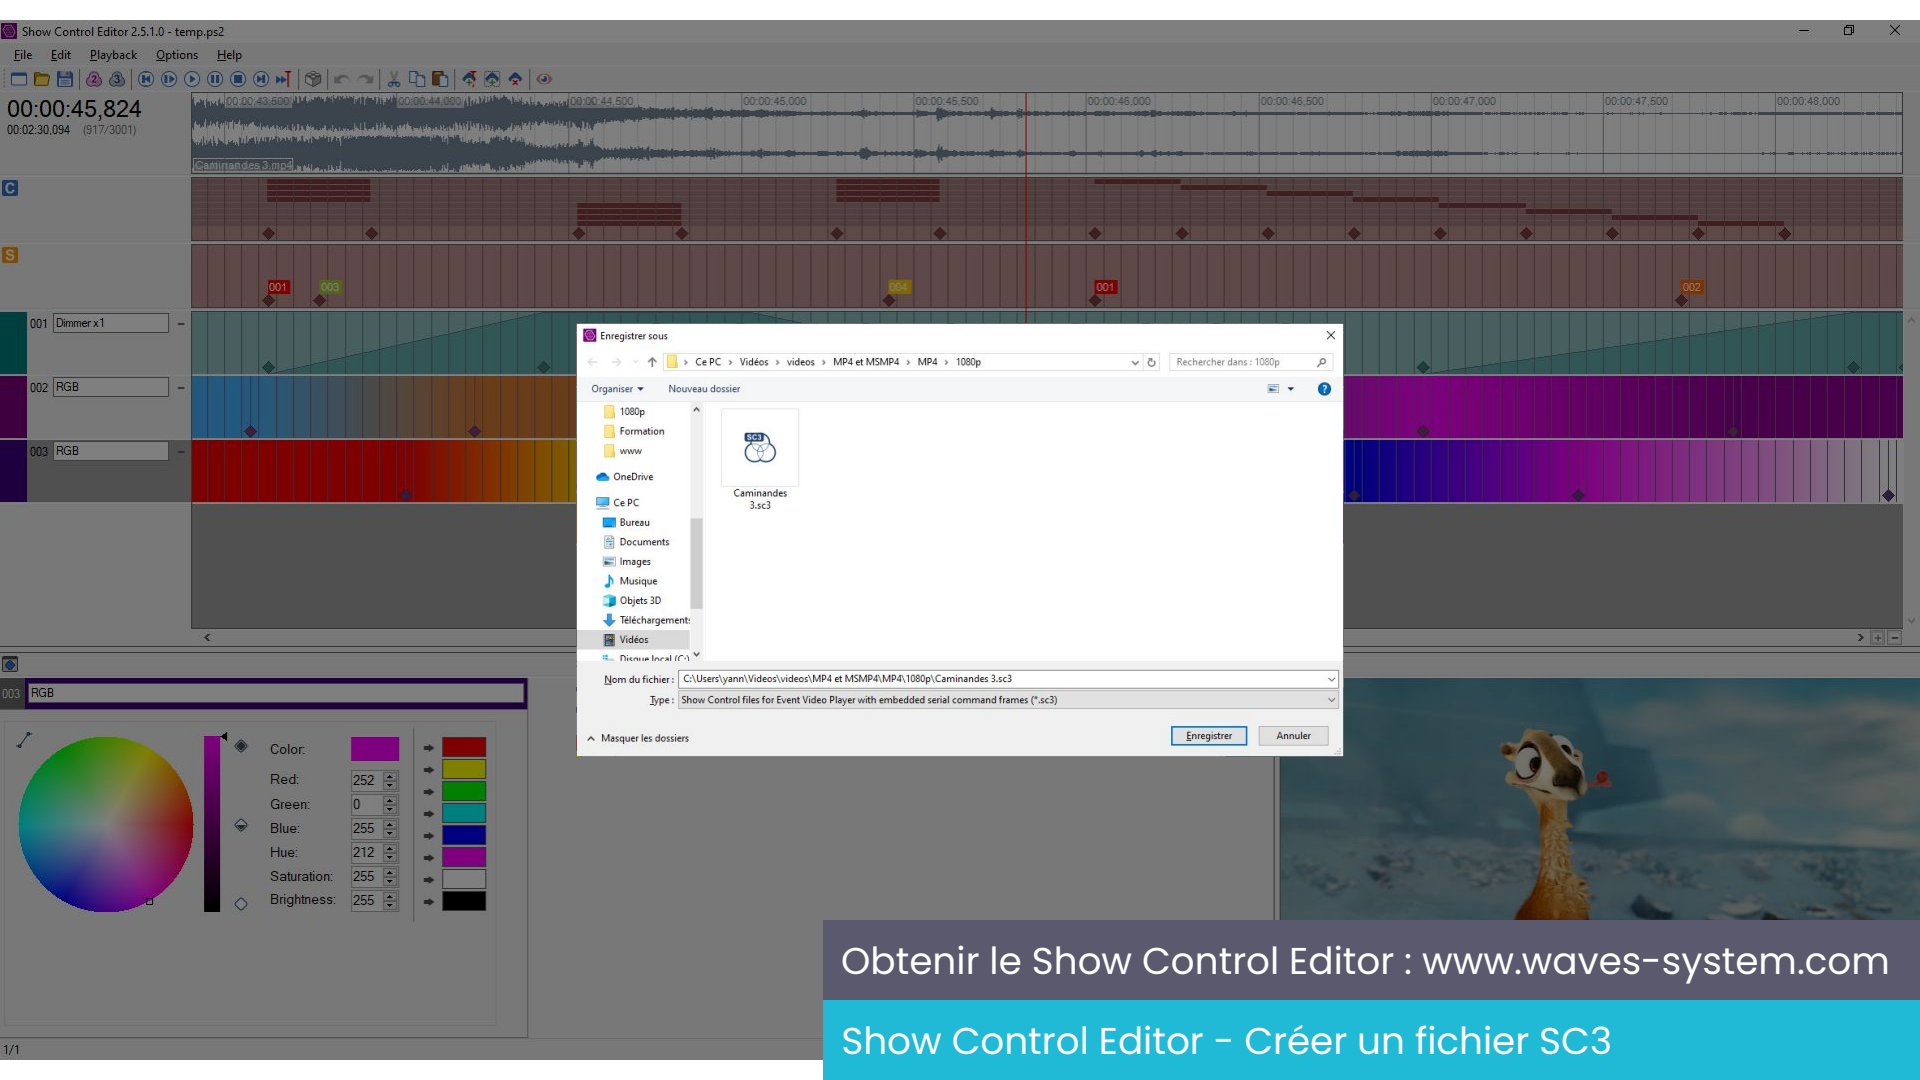 Show Control Editor 2.5.1.0 - temp.ps2
File Edit Playback Options Help
2 3
00:00:45,824
00:02:30,094 (917/3001)
00:00:43,500 00:00:44,000 00:00:44,500 00:00:45,000 00:00:45,500 00:00:46,000 00:00:46,500 00:00:47,000 00:00:47,500 00:00:48,000
Caminandes 3.mp4
C
S
001 003 004 001 002
001 Dimmer x1
002 RGB
003 RGB
Enregistrer sous
Ce PC > Vidéos > videos > MP4 et MSMP4 > MP4 > 1080p
Rechercher dans : 1080p
Organiser
Nouveau dossier
1080p
Formation
www
OneDrive
Ce PC
Bureau
Documents
Images
Musique
Objets 3D
Téléchargements
Vidéos
Disque local (C:)
SC3
Caminandes
3.sc3
Nom du fichier : C:\Users\yann\Videos\videos\MP4 et MSMP4\MP4\1080p\Caminandes 3.sc3
Type : Show Control files for Event Video Player with embedded serial command frames (*.sc3)
Masquer les dossiers
Enregistrer
Annuler
003 RGB
Color:
Red: 252
Green: 0
Blue: 255
Hue: 212
Saturation: 255
Brightness: 255
1/1
Obtenir le Show Control Editor : www.waves-system.com
Show Control Editor - Créer un fichier SC3